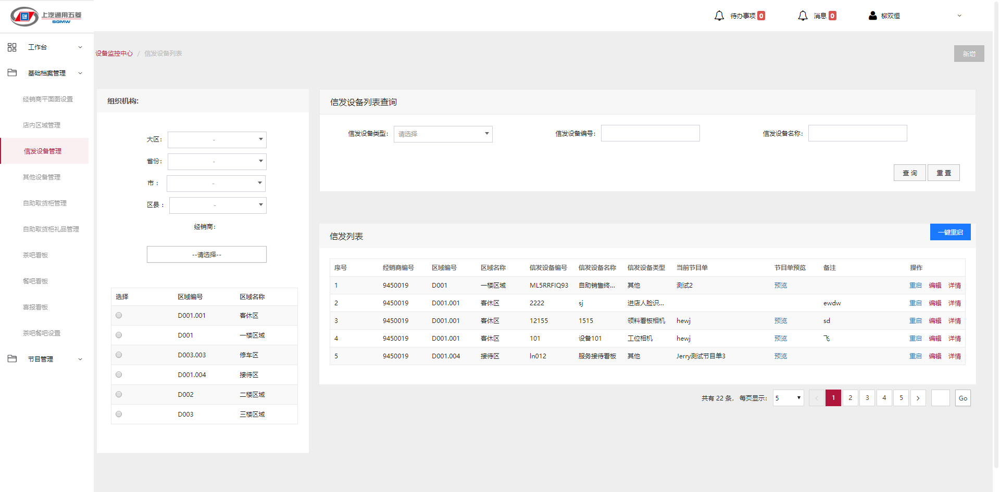 上汽通用五菱
SGMW
待办事项 0
消息 0
柳双恒
工作台
基础档案管理
经销商平面图设置
店内区域管理
信发设备管理
其他设备管理
自助取货柜管理
自助取货柜礼品管理
茶吧看板
餐吧看板
喜报看板
茶吧餐吧设置
节目管理
设备监控中心 / 信发设备列表
新增
组织机构:
大区: -
省份: -
市 : -
区县 : -
经销商:
--请选择--
选择 区域编号 区域名称
D001.001 客休区
D001 一楼区域
D003.003 修车区
D001.004 接待区
D002 二楼区域
D003 三楼区域
信发设备列表查询
信发设备类型: 请选择 信发设备编号: 信发设备名称:
查 询 重 置
信发列表
一键重启
序号 经销商编号 区域编号 区域名称 信发设备编号 信发设备名称 信发设备类型 当前节目单 节目单预览 备注 操作
1 9450019 D001 一楼区域 ML5RRFIQ93 自助销售终... 其他 测试2 预览 重启 编辑 详情
2 9450019 D001.001 客休区 2222 sj 进店人脸识... ewdw 重启 编辑 详情
3 9450019 D001.001 客休区 12155 1515 领料看板相机 hewj 预览 sd 重启 编辑 详情
4 9450019 D001.001 客休区 101 设备101 工位相机 hewj 预览 飞 重启 编辑 详情
5 9450019 D001.004 接待区 ln012 服务接待看板 其他 Jerry测试节目单3 预览 重启 编辑 详情
共有 22 条， 每页显示: 5 < 1 2 3 4 5 > Go